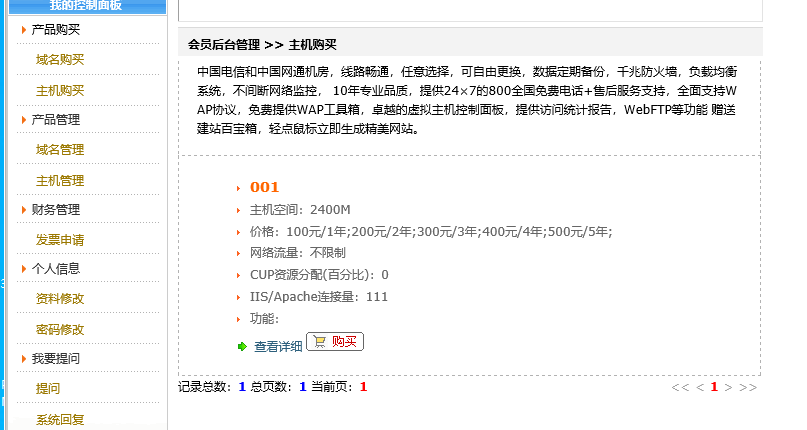 我的控制面板
产品购买
域名购买
主机购买
产品管理
域名管理
主机管理
财务管理
发票申请
个人信息
资料修改
密码修改
我要提问
提问
系统回复
会员后台管理 >> 主机购买
中国电信和中国网通机房，线路畅通，任意选择，可自由更换，数据定期备份，千兆防火墙，负载均衡
系统，不间断网络监控， 10年专业品质，提供24×7的800全国免费电话+售后服务支持，全面支持W
AP协议，免费提供WAP工具箱，卓越的虚拟主机控制面板，提供访问统计报告，WebFTP等功能 赠送
建站百宝箱，轻点鼠标立即生成精美网站。
001
主机空间：2400M
价格：100元/1年;200元/2年;300元/3年;400元/4年;500元/5年;
网络流量：不限制
CUP资源分配(百分比)：0
IIS/Apache连接量：111
功能：
查看详细 购买
记录总数：1 总页数：1 当前页：1 << < 1 > >>